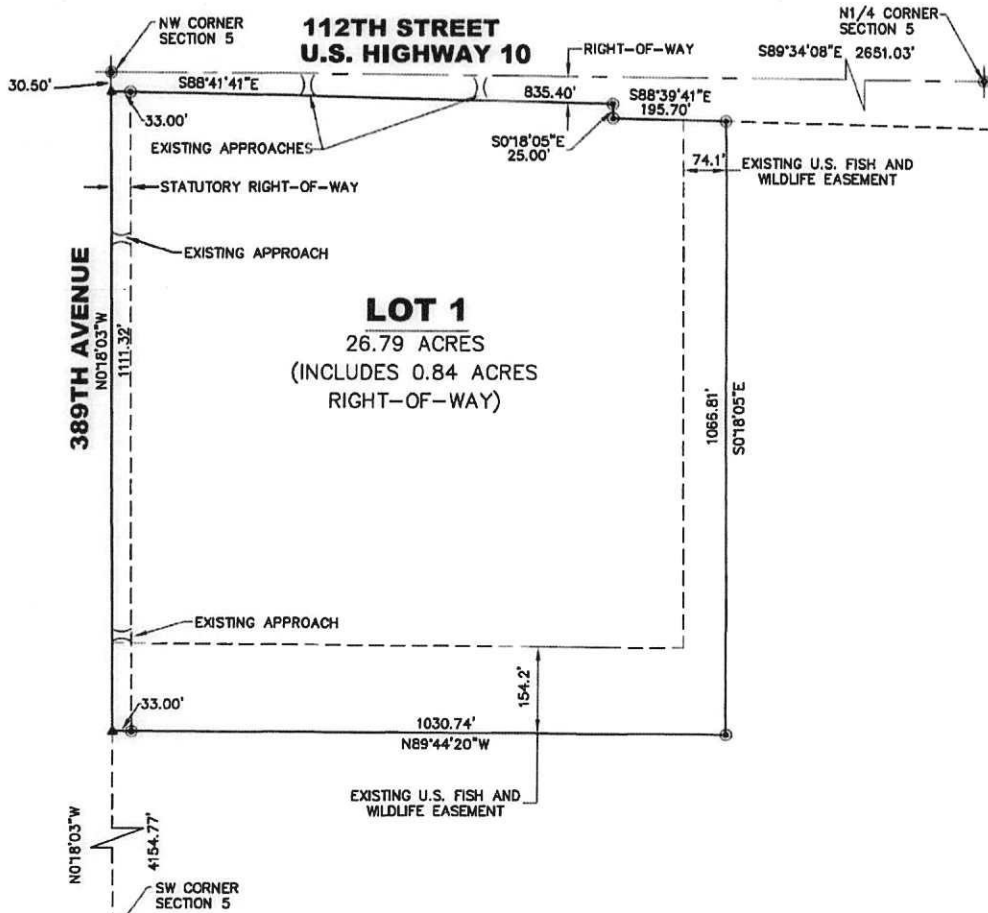 NW CORNER
SECTION 5
112TH STREET
U.S. HIGHWAY 10
N1/4 CORNER
SECTION 5
RIGHT-OF-WAY
S89°34'08"E 2651.03'
30.50'
S88°41'41"E
835.40'
S88°39'41"E
195.70'
33.00'
EXISTING APPROACHES
S0°18'05"E
25.00'
74.1'
EXISTING U.S. FISH AND
WILDLIFE EASEMENT
STATUTORY RIGHT-OF-WAY
EXISTING APPROACH
389TH AVENUE
N0°18'03"W
1111.32'
LOT 1
26.79 ACRES
(INCLUDES 0.84 ACRES
RIGHT-OF-WAY)
1066.81'
S0°18'05"E
EXISTING APPROACH
154.2'
33.00'
1030.74'
N89°44'20"W
EXISTING U.S. FISH AND
WILDLIFE EASEMENT
N0°18'03"W
4154.77'
SW CORNER
SECTION 5